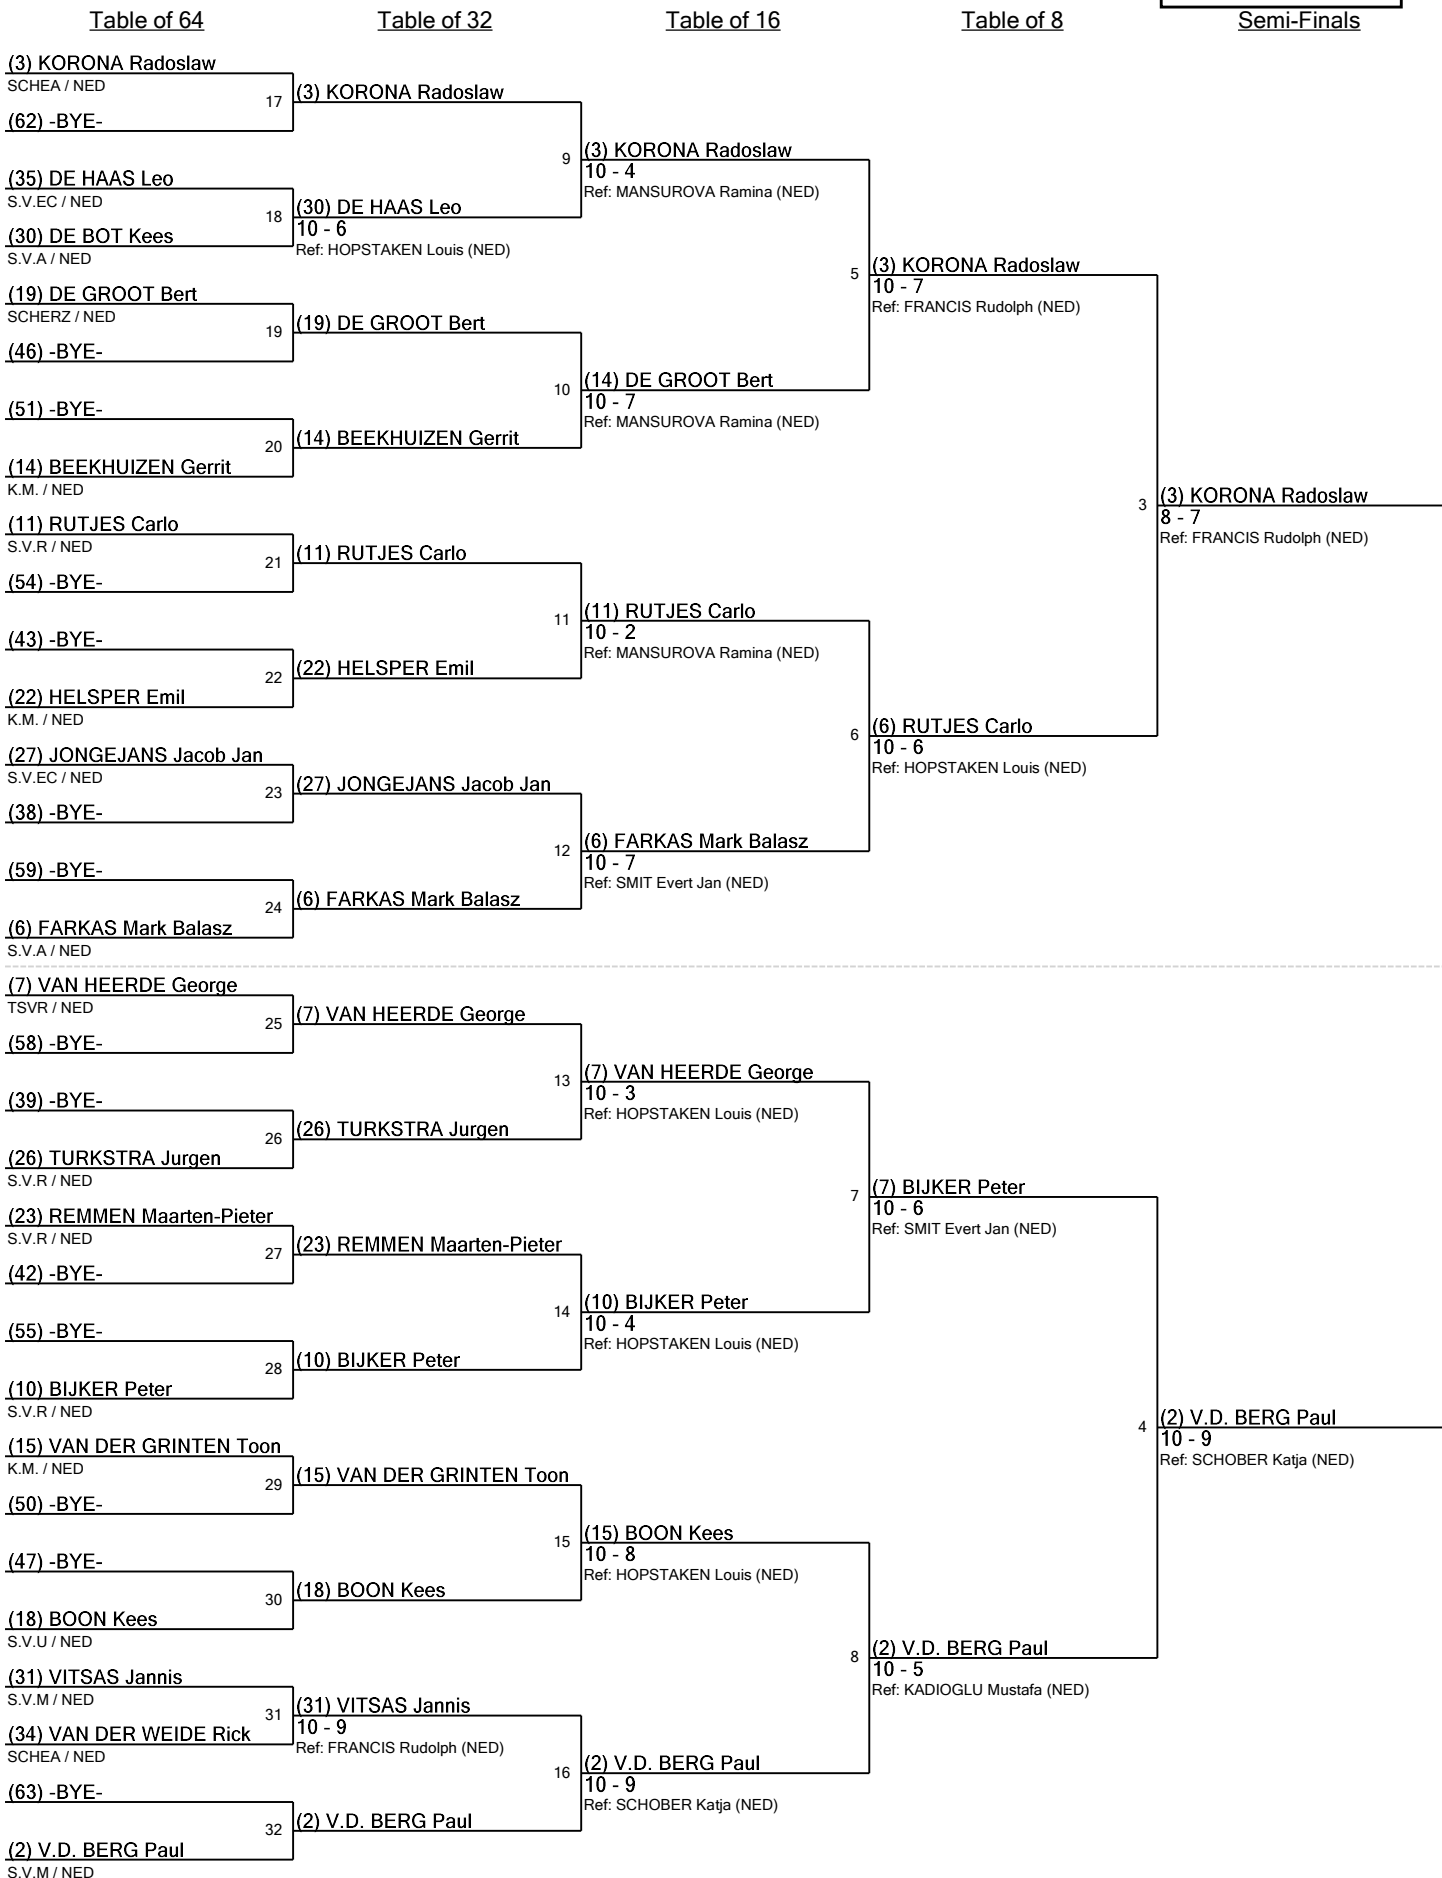 Table of 64
Table of 32
Table of 16
Table of 8
Semi-Finals
(3) KORONA Radoslaw
SCHEA / NED
17
(62) -BYE-
(35) DE HAAS Leo
S.V.EC / NED
18
(30) DE BOT Kees
S.V.A / NED
(19) DE GROOT Bert
SCHERZ / NED
19
(46) -BYE-
(51) -BYE-
20
(14) BEEKHUIZEN Gerrit
K.M. / NED
(11) RUTJES Carlo
S.V.R / NED
21
(54) -BYE-
(43) -BYE-
22
(22) HELSPER Emil
K.M. / NED
(27) JONGEJANS Jacob Jan
S.V.EC / NED
23
(38) -BYE-
(59) -BYE-
24
(6) FARKAS Mark Balasz
S.V.A / NED
(7) VAN HEERDE George
TSVR / NED
25
(58) -BYE-
(39) -BYE-
26
(26) TURKSTRA Jurgen
S.V.R / NED
(23) REMMEN Maarten-Pieter
S.V.R / NED
27
(42) -BYE-
(55) -BYE-
28
(10) BIJKER Peter
S.V.R / NED
(15) VAN DER GRINTEN Toon
K.M. / NED
29
(50) -BYE-
(47) -BYE-
30
(18) BOON Kees
S.V.U / NED
(31) VITSAS Jannis
S.V.M / NED
31
(34) VAN DER WEIDE Rick
SCHEA / NED
(63) -BYE-
32
(2) V.D. BERG Paul
S.V.M / NED
(3) KORONA Radoslaw
9
(30) DE HAAS Leo
10 - 6
Ref: HOPSTAKEN Louis (NED)
(19) DE GROOT Bert
10
(14) BEEKHUIZEN Gerrit
(11) RUTJES Carlo
11
(22) HELSPER Emil
(27) JONGEJANS Jacob Jan
12
(6) FARKAS Mark Balasz
(7) VAN HEERDE George
13
(26) TURKSTRA Jurgen
(23) REMMEN Maarten-Pieter
14
(10) BIJKER Peter
(15) VAN DER GRINTEN Toon
15
(18) BOON Kees
(31) VITSAS Jannis
10 - 9
Ref: FRANCIS Rudolph (NED)
16
(2) V.D. BERG Paul
(3) KORONA Radoslaw
10 - 4
Ref: MANSUROVA Ramina (NED)
5
(14) DE GROOT Bert
10 - 7
Ref: MANSUROVA Ramina (NED)
(11) RUTJES Carlo
10 - 2
Ref: MANSUROVA Ramina (NED)
6
(6) FARKAS Mark Balasz
10 - 7
Ref: SMIT Evert Jan (NED)
(7) VAN HEERDE George
10 - 3
Ref: HOPSTAKEN Louis (NED)
7
(10) BIJKER Peter
10 - 4
Ref: HOPSTAKEN Louis (NED)
(15) BOON Kees
10 - 8
Ref: HOPSTAKEN Louis (NED)
8
(2) V.D. BERG Paul
10 - 9
Ref: SCHOBER Katja (NED)
(3) KORONA Radoslaw
10 - 7
Ref: FRANCIS Rudolph (NED)
3
(6) RUTJES Carlo
10 - 6
Ref: HOPSTAKEN Louis (NED)
(7) BIJKER Peter
10 - 6
Ref: SMIT Evert Jan (NED)
4
(2) V.D. BERG Paul
10 - 5
Ref: KADIOGLU Mustafa (NED)
(3) KORONA Radoslaw
8 - 7
Ref: FRANCIS Rudolph (NED)
(2) V.D. BERG Paul
10 - 9
Ref: SCHOBER Katja (NED)